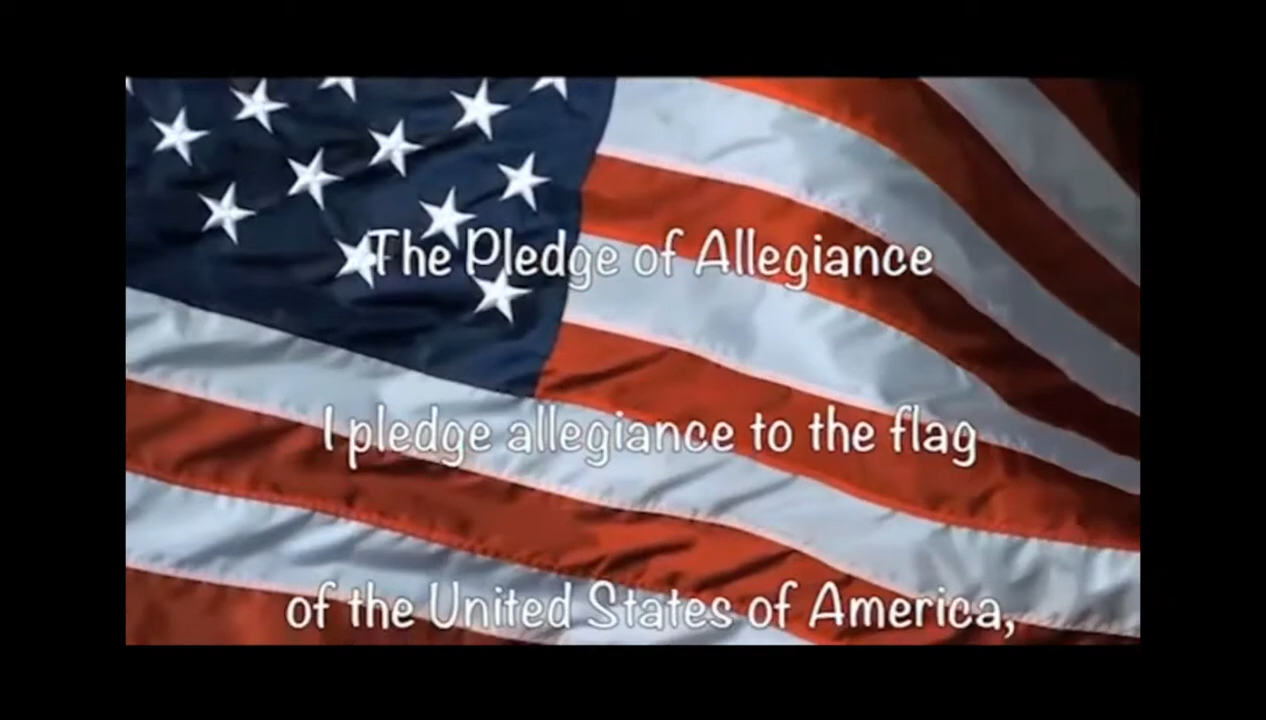 The Pledge of Allegiance
I pledge allegiance to the flag
of the United States of America,